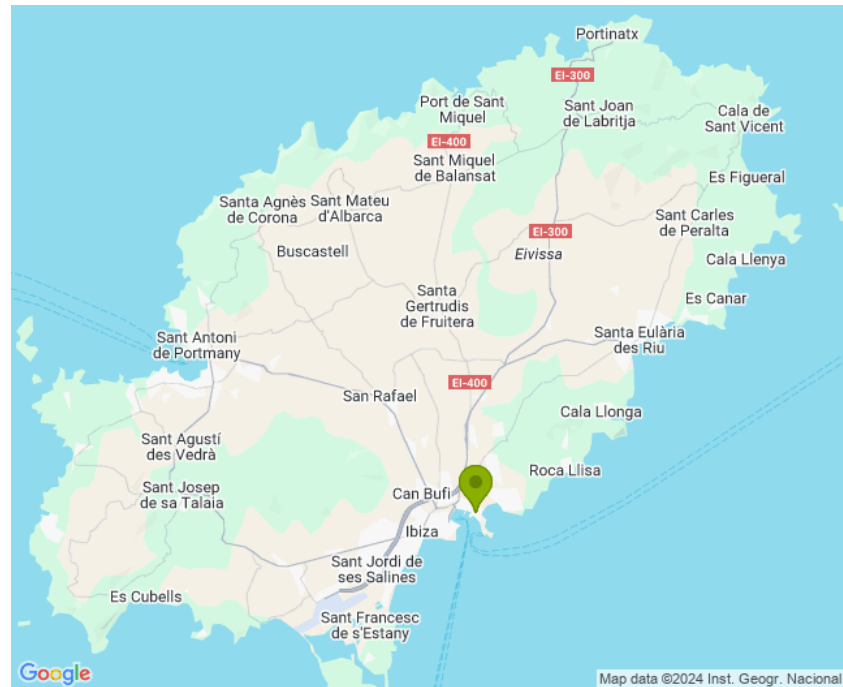 Portinatx
EI-300
Port de Sant
Miquel
Sant Joan
de Labritja
Cala de
Sant Vicent
EI-400
Sant Miquel
de Balansat
Es Figueral
Santa Agnès
de Corona
Sant Mateu
d'Albarca
Sant Carles
de Peralta
EI-300
Buscastell
Eivissa
Cala Llenya
Santa
Gertrudis
de Fruitera
Es Canar
Sant Antoni
de Portmany
Santa Eulària
des Riu
EI-400
San Rafael
Cala Llonga
Sant Agustí
des Vedrà
Roca Llisa
Sant Josep
de sa Talaia
Can Bufi
Ibiza
Sant Jordi de
ses Salines
Es Cubells
Sant Francesc
de s'Estany
Google
Map data ©2024 Inst. Geogr. Nacional